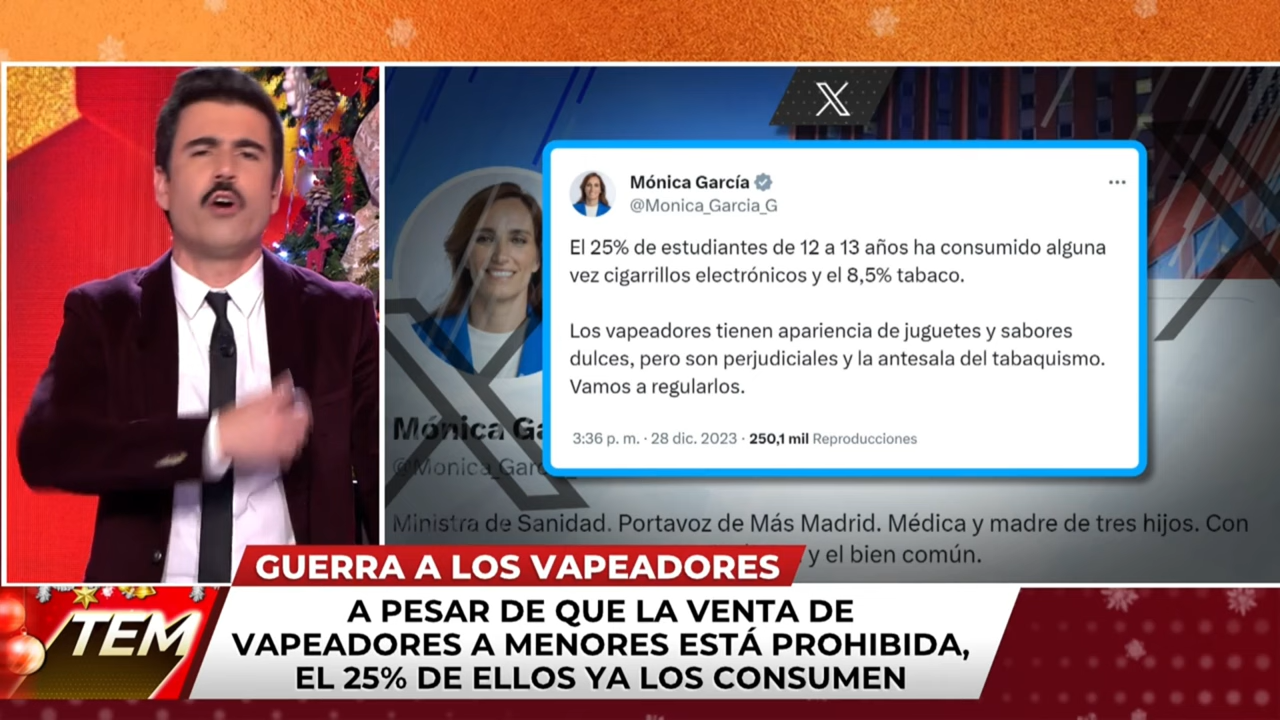 X
Mónica García
@Monica_Garcia_G
El 25% de estudiantes de 12 a 13 años ha consumido alguna
vez cigarrillos electrónicos y el 8,5% tabaco.
Los vapeadores tienen apariencia de juguetes y sabores
dulces, pero son perjudiciales y la antesala del tabaquismo.
Vamos a regularlos.
3:36 p. m. · 28 dic. 2023 · 250,1 mil Reproducciones
Mónica Ga
@Monica_Garc
Ministra de Sanidad. Portavoz de Más Madrid. Médica y madre de tres hijos. Con
y el bien común.
GUERRA A LOS VAPEADORES
TEM
A PESAR DE QUE LA VENTA DE
VAPEADORES A MENORES ESTÁ PROHIBIDA,
EL 25% DE ELLOS YA LOS CONSUMEN